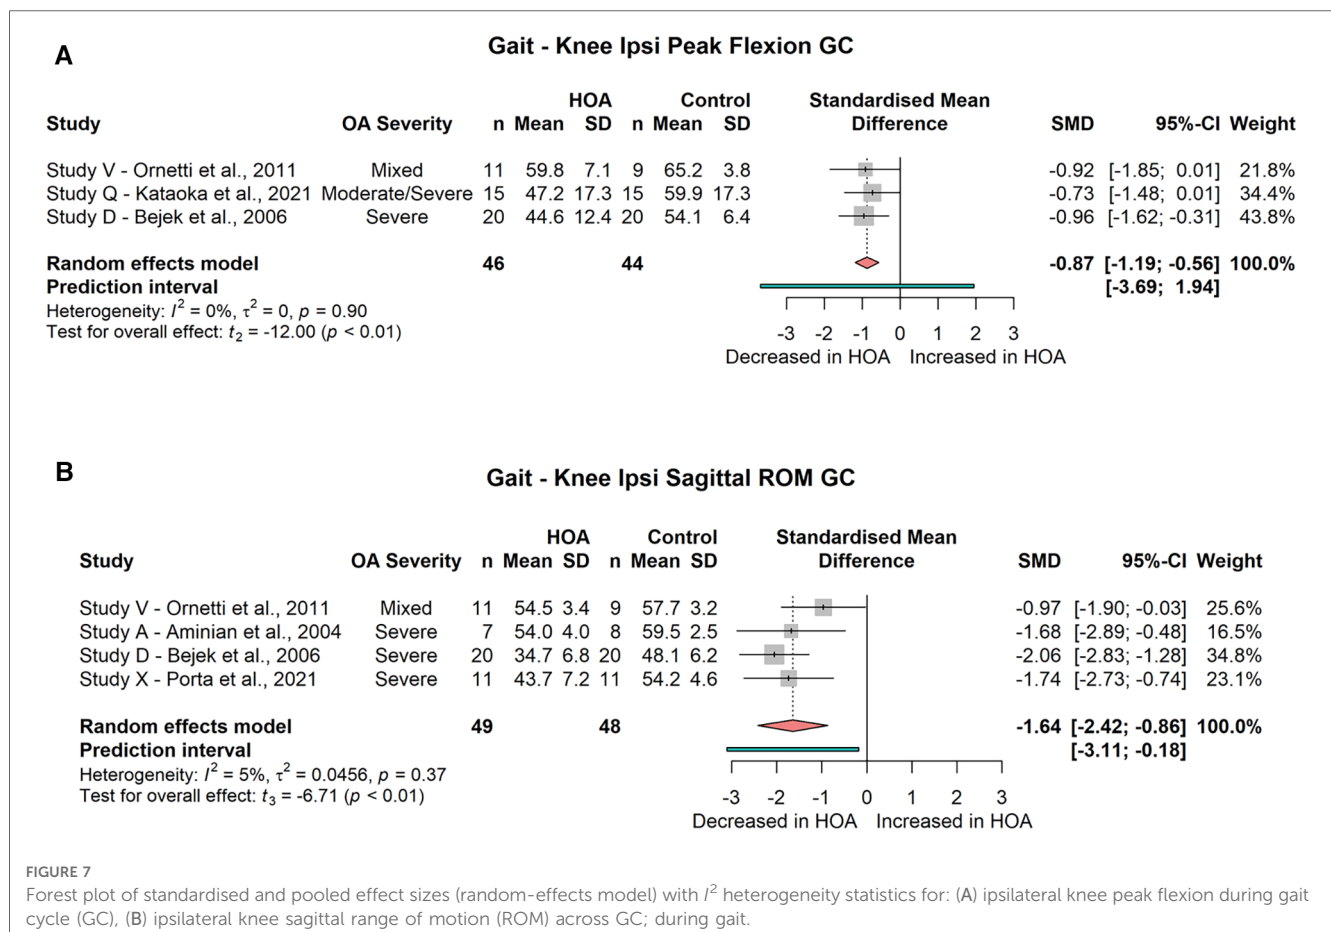 A
Gait - Knee Ipsi Peak Flexion GC
HOA Control Standardised Mean
Study OA Severity n Mean SD n Mean SD Difference SMD 95%-CI Weight
Study V - Ornetti et al., 2011 Mixed 11 59.8 7.1 9 65.2 3.8 -0.92 [-1.85; 0.01] 21.8%
Study Q - Kataoka et al., 2021 Moderate/Severe 15 47.2 17.3 15 59.9 17.3 -0.73 [-1.48; 0.01] 34.4%
Study D - Bejek et al., 2006 Severe 20 44.6 12.4 20 54.1 6.4 -0.96 [-1.62; -0.31] 43.8%
Random effects model 46 44 -0.87 [-1.19; -0.56] 100.0%
Prediction interval [-3.69; 1.94]
Heterogeneity: I² = 0%, τ² = 0, p = 0.90
Test for overall effect: t₂ = -12.00 (p < 0.01)
-3 -2 -1 0 1 2 3
Decreased in HOA Increased in HOA
B
Gait - Knee Ipsi Sagittal ROM GC
HOA Control Standardised Mean
Study OA Severity n Mean SD n Mean SD Difference SMD 95%-CI Weight
Study V - Ornetti et al., 2011 Mixed 11 54.5 3.4 9 57.7 3.2 -0.97 [-1.90; -0.03] 25.6%
Study A - Aminian et al., 2004 Severe 7 54.0 4.0 8 59.5 2.5 -1.68 [-2.89; -0.48] 16.5%
Study D - Bejek et al., 2006 Severe 20 34.7 6.8 20 48.1 6.2 -2.06 [-2.83; -1.28] 34.8%
Study X - Porta et al., 2021 Severe 11 43.7 7.2 11 54.2 4.6 -1.74 [-2.73; -0.74] 23.1%
Random effects model 49 48 -1.64 [-2.42; -0.86] 100.0%
Prediction interval [-3.11; -0.18]
Heterogeneity: I² = 5%, τ² = 0.0456, p = 0.37
Test for overall effect: t₃ = -6.71 (p < 0.01)
-3 -2 -1 0 1 2 3
Decreased in HOA Increased in HOA
FIGURE 7
Forest plot of standardised and pooled effect sizes (random-effects model) with I² heterogeneity statistics for: (A) ipsilateral knee peak flexion during gait
cycle (GC), (B) ipsilateral knee sagittal range of motion (ROM) across GC; during gait.